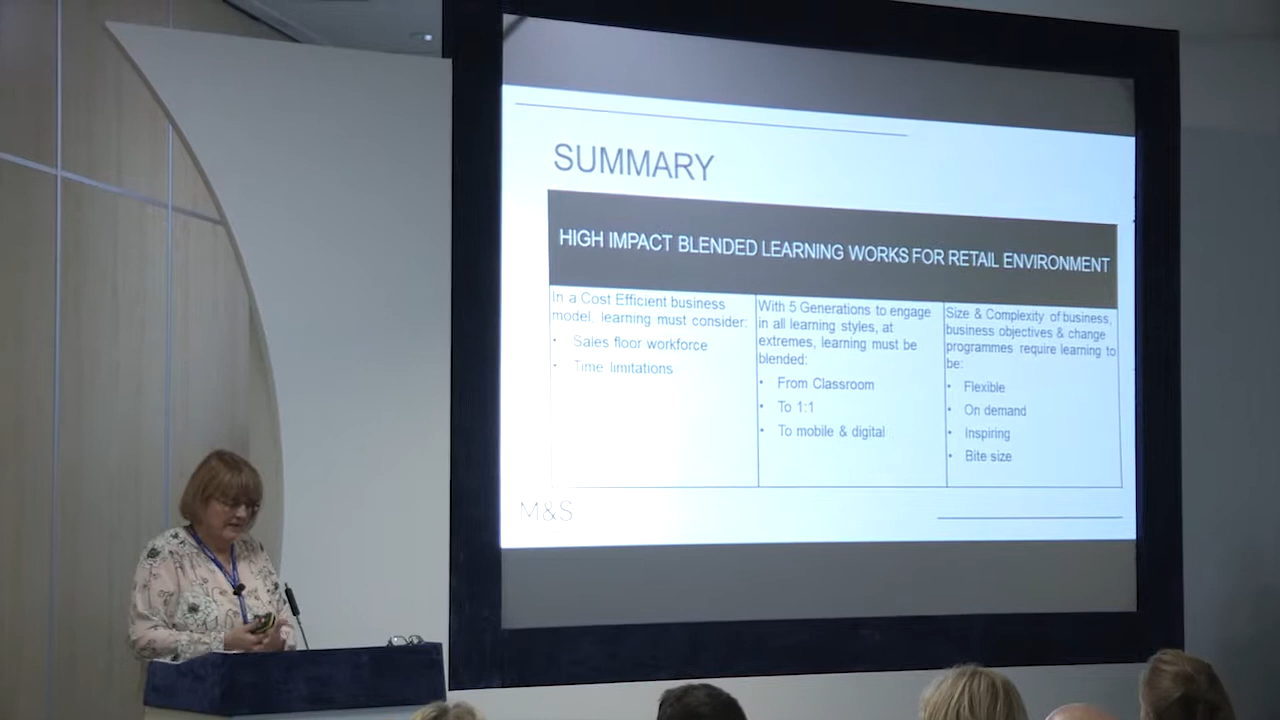 SUMMARY
HIGH IMPACT BLENDED LEARNING WORKS FOR RETAIL ENVIRONMENT
In a Cost Efficient business
model, learning must consider:
• Sales floor workforce
• Time limitations
With 5 Generations to engage
in all learning styles, at
extremes, learning must be
blended:
• From Classroom
• To 1:1
• To mobile & digital
Size & Complexity of business,
business objectives & change
programmes require learning to
be:
• Flexible
• On demand
• Inspiring
• Bite size
M&S